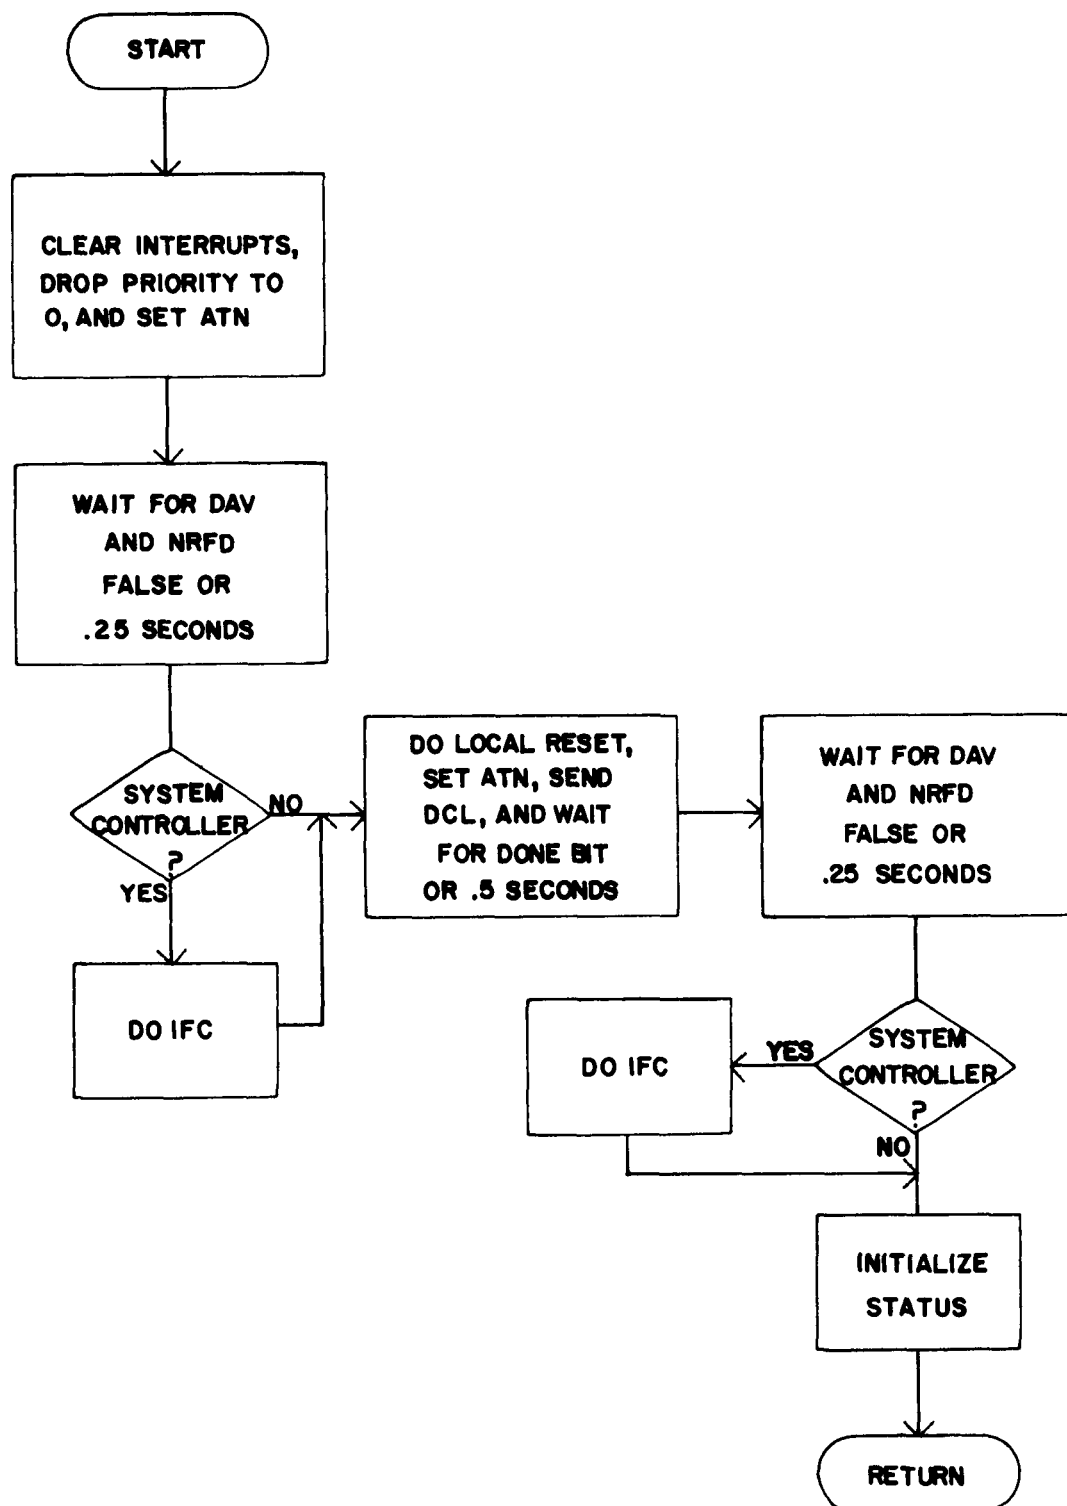 START
CLEAR INTERRUPTS,
DROP PRIORITY TO
0, AND SET ATN
WAIT FOR DAV
AND NRFD
FALSE OR
.25 SECONDS
SYSTEM
CONTROLLER
?
NO
YES
DO IFC
DO LOCAL RESET,
SET ATN, SEND
DCL, AND WAIT
FOR DONE BIT
OR .5 SECONDS
WAIT FOR DAV
AND NRFD
FALSE OR
.25 SECONDS
SYSTEM
CONTROLLER
?
YES
NO
DO IFC
INITIALIZE
STATUS
RETURN